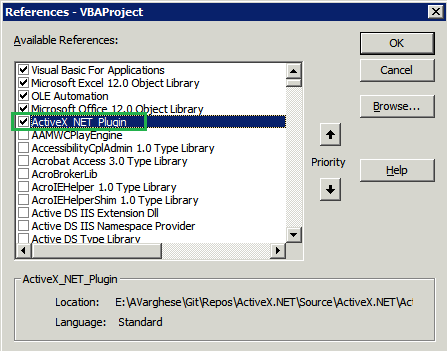 References - VBAProject
Available References:
Visual Basic For Applications
Microsoft Excel 12.0 Object Library
OLE Automation
Microsoft Office 12.0 Object Library
ActiveX_NET_Plugin
AAMWCPlayEngine
AccessibilityCplAdmin 1.0 Type Library
Acrobat Access 3.0 Type Library
AcroBrokerLib
AcroIEHelper 1.0 Type Library
AcroIEHelperShim 1.0 Type Library
Active DS IIS Extension Dll
Active DS IIS Namespace Provider
Active DS Type Library
OK
Cancel
Browse...
Priority
Help
ActiveX_NET_Plugin
Location: E:\AVarghese\Git\Repos\ActiveX.NET\Source\ActiveX.NET\Act
Language: Standard